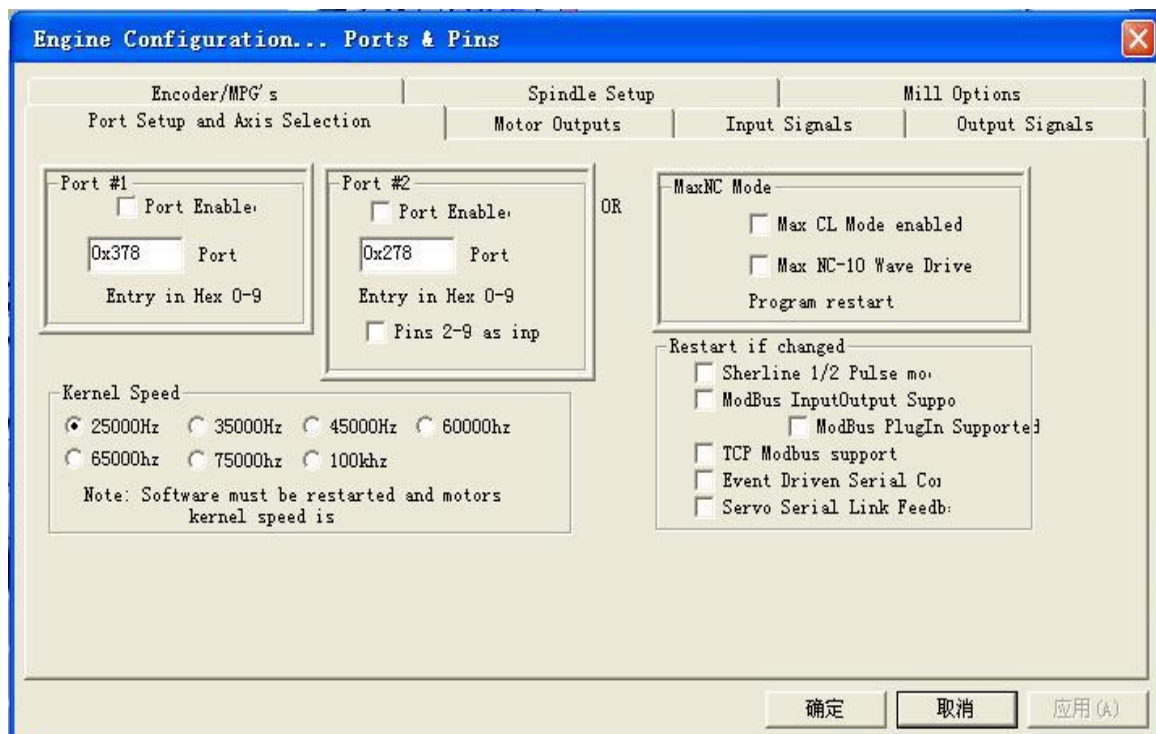 Engine Configuration... Ports & Pins
Encoder/MPG's
Spindle Setup
Mill Options
Port Setup and Axis Selection
Motor Outputs
Input Signals
Output Signals
Port #1
Port Enable
0x378
Port
Entry in Hex 0-9
Port #2
Port Enable
0x278
Port
Entry in Hex 0-9
Pins 2-9 as inp
OR
MaxNC Mode
Max CL Mode enabled
Max NC-10 Wave Drive
Program restart
Restart if changed
Sherline 1/2 Pulse mo
ModBus InputOutput Suppo
ModBus PlugIn Supported
TCP Modbus support
Event Driven Serial Co
Servo Serial Link Feedb
Kernel Speed
25000Hz
35000Hz
45000Hz
60000hz
65000hz
75000hz
100khz
Note: Software must be restarted and motors
kernel speed is
确定
取消
应用(A)